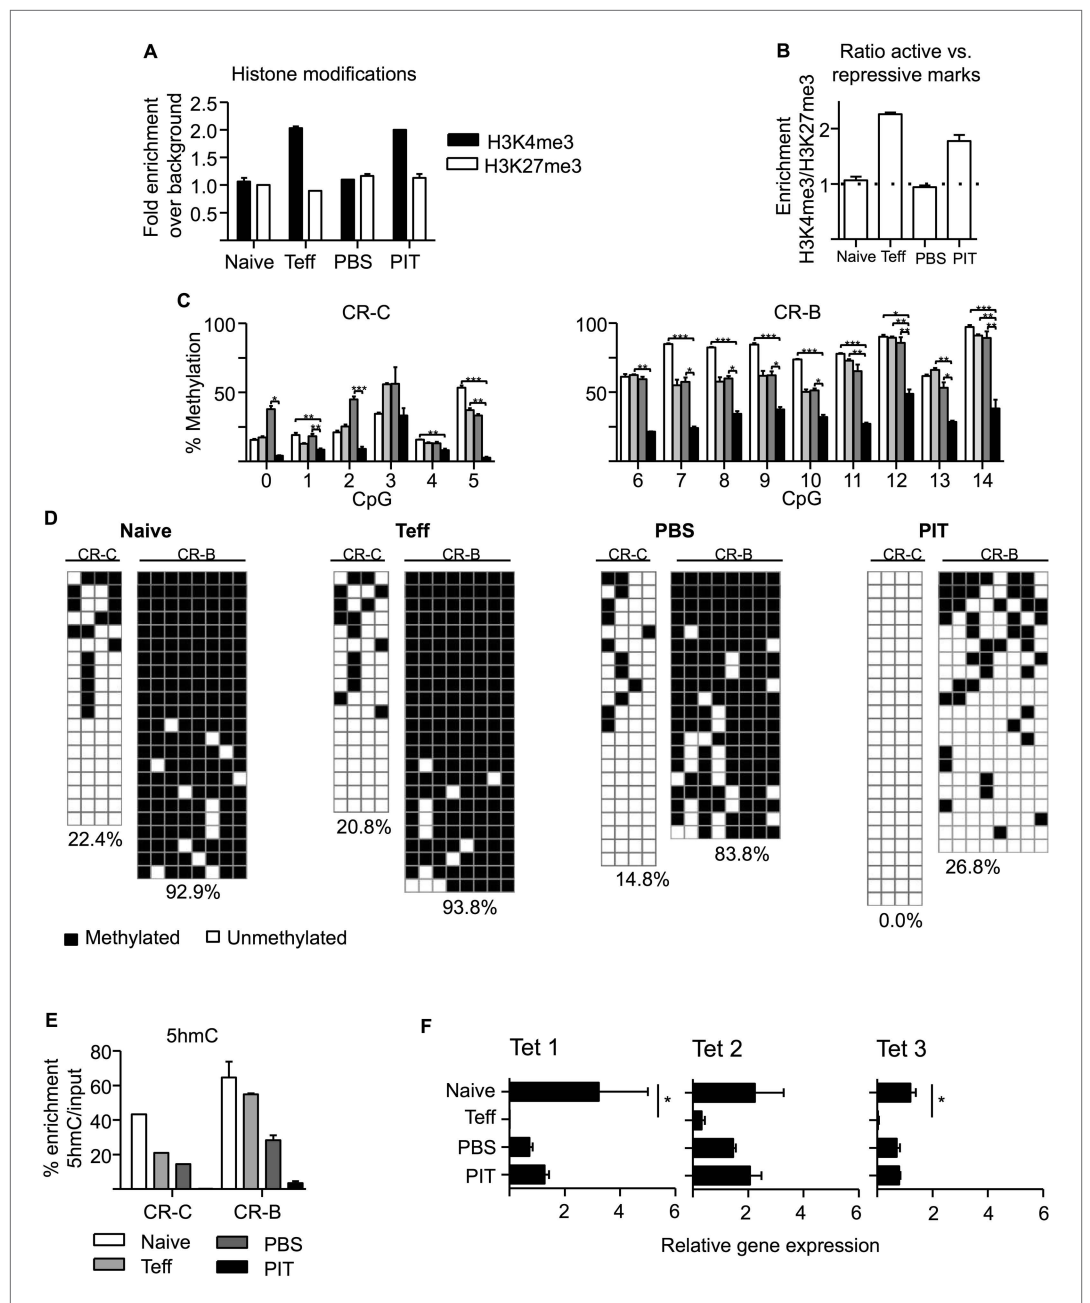 A
Histone modifications
Fold enrichment
over background
2.5
2.0
1.5
1.0
0.5
Naive Teff PBS PIT
H3K4me3
H3K27me3
B
Ratio active vs.
repressive marks
Enrichment
H3K4me3/H3K27me3
2
1
Naive Teff PBS PIT
C
CR-C
% Methylation
100
50
* ** ** *** ** *** **
0 1 2 3 4 5
CpG
CR-B
100
50
** *** * *** * *** * *** * *** ** * ** ** ** * *** ** **
6 7 8 9 10 11 12 13 14
CpG
D
Naive
CR-C CR-B
22.4%
92.9%
Teff
CR-C CR-B
20.8%
93.8%
PBS
CR-C CR-B
14.8%
83.8%
PIT
CR-C CR-B
0.0%
26.8%
Methylated Unmethylated
E
5hmC
% enrichment
5hmC/input
80
60
40
20
CR-C CR-B
Naive PBS
Teff PIT
F
Tet 1 Tet 2 Tet 3
Naive
Teff
PBS
PIT
* *
2 4 6 2 4 6 2 4 6
Relative gene expression